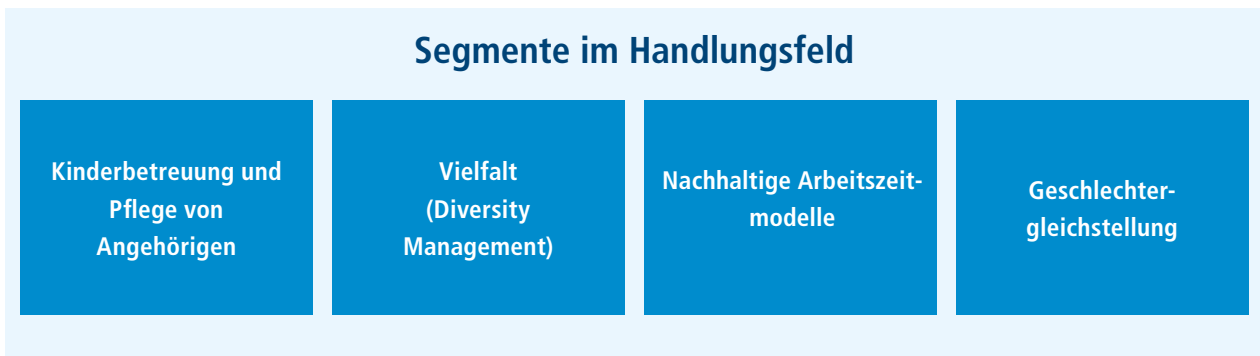 Segmente im Handlungsfeld
Kinderbetreuung und
Pflege von
Angehörigen
Vielfalt
(Diversity
Management)
Nachhaltige Arbeitszeit-
modelle
Geschlechter-
gleichstellung